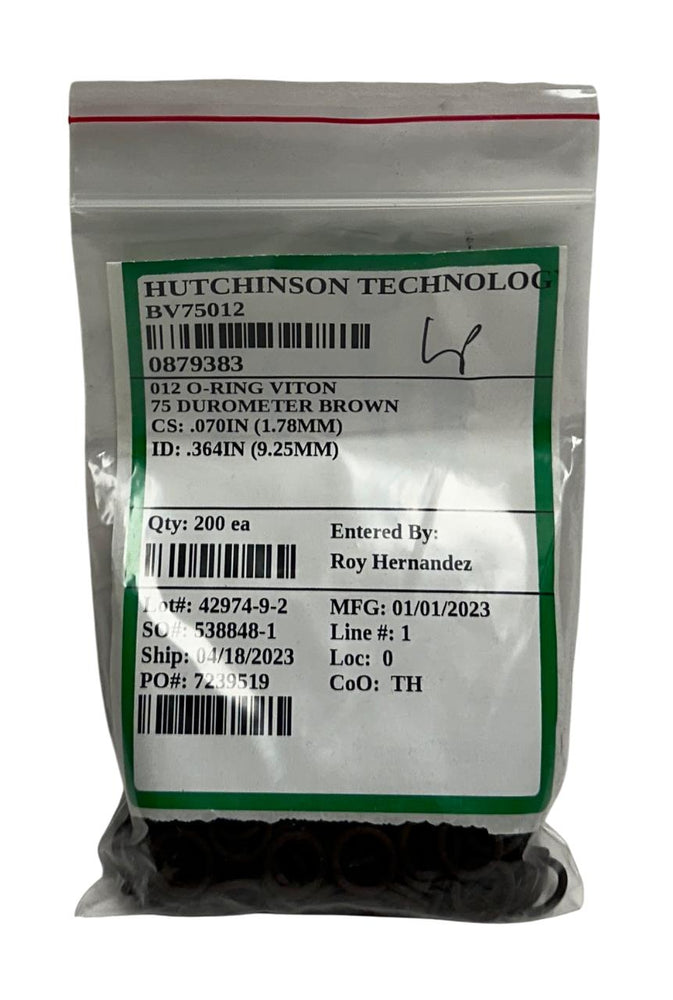 HUTCHINSON TECHNOLOG
BV75012
0879383
012 O-RING VITON
75 DUROMETER BROWN
CS: .070IN (1.78MM)
ID: .364IN (9.25MM)
Qty: 200 ea
Entered By:
Roy Hernandez
Lot#: 42974-9-2 MFG: 01/01/2023
SO#: 538848-1 Line #: 1
Ship: 04/18/2023 Loc: 0
PO#: 7239519 CoO: TH